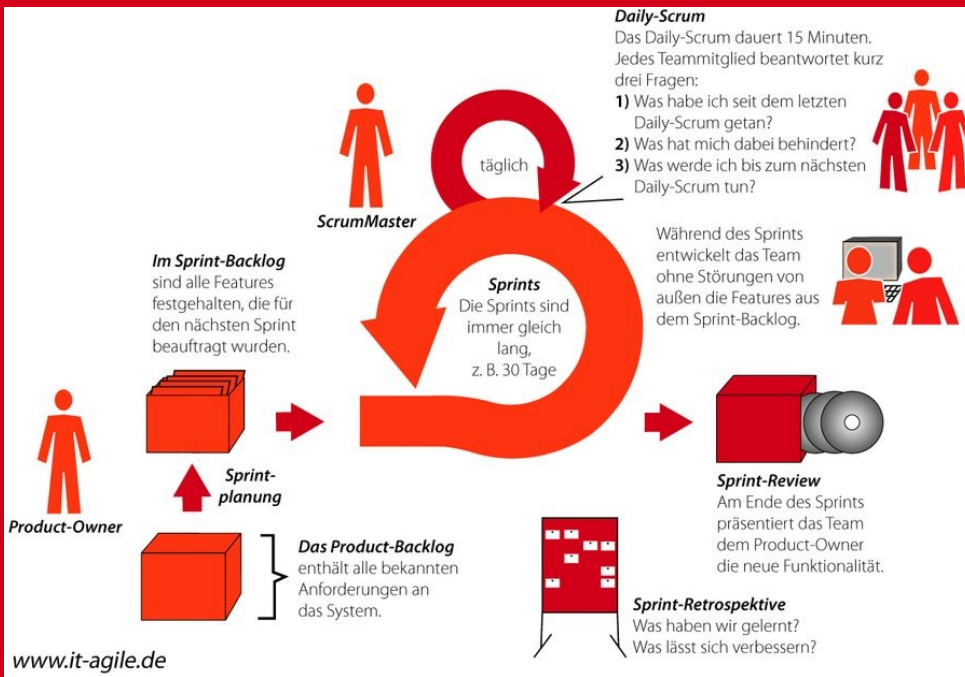 Daily-Scrum
Das Daily-Scrum dauert 15 Minuten.
Jedes Teammitglied beantwortet kurz
drei Fragen:
1) Was habe ich seit dem letzten
Daily-Scrum getan?
2) Was hat mich dabei behindert?
3) Was werde ich bis zum nächsten
Daily-Scrum tun?
täglich
ScrumMaster
Während des Sprints
entwickelt das Team
ohne Störungen von
außen die Features aus
dem Sprint-Backlog.
Im Sprint-Backlog
sind alle Features
festgehalten, die für
den nächsten Sprint
beauftragt wurden.
Sprints
Die Sprints sind
immer gleich
lang,
z. B. 30 Tage
Product-Owner
Sprint-
planung
Das Product-Backlog
enthält alle bekannten
Anforderungen an
das System.
Sprint-Review
Am Ende des Sprints
präsentiert das Team
dem Product-Owner
die neue Funktionalität.
Sprint-Retrospektive
Was haben wir gelernt?
Was lässt sich verbessern?
www.it-agile.de